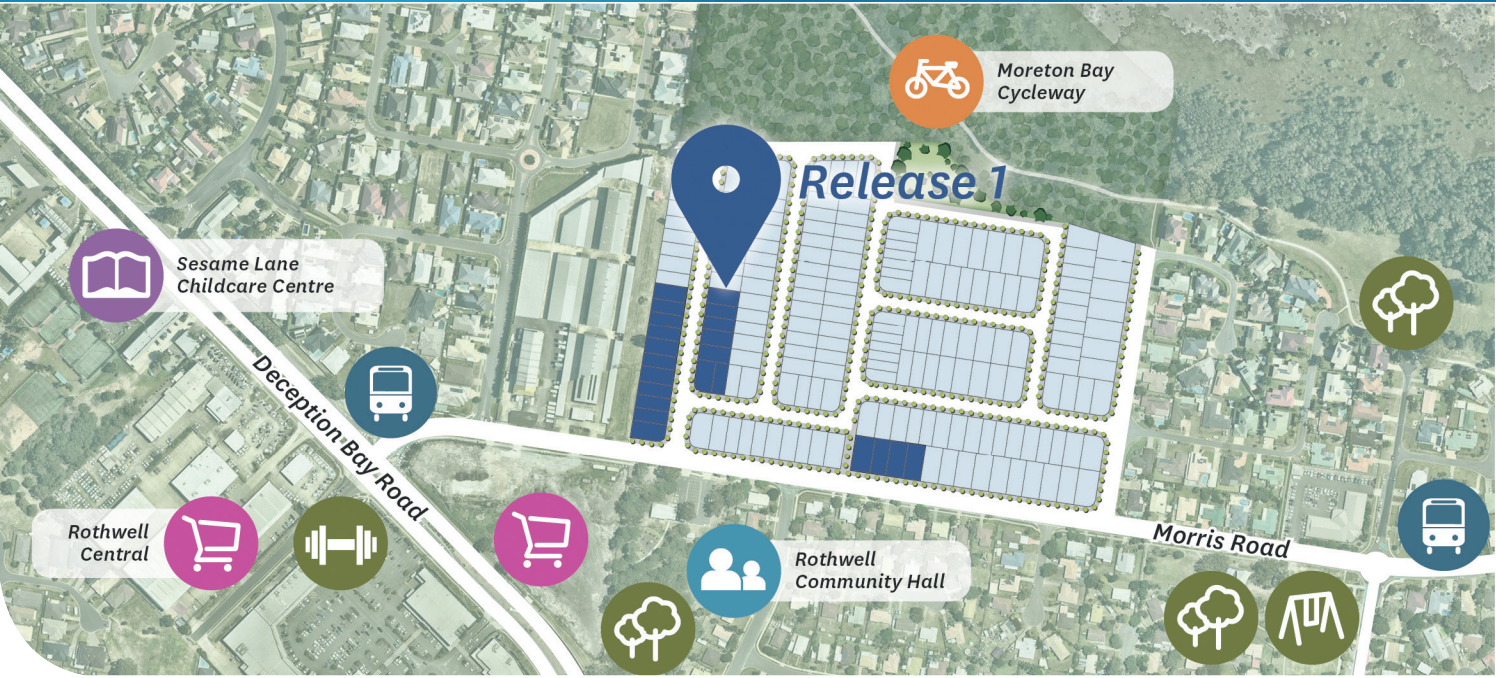 Moreton Bay
Cycleway
Release 1
Sesame Lane
Childcare Centre
Deception Bay Road
Rothwell
Central
Rothwell
Community Hall
Morris Road